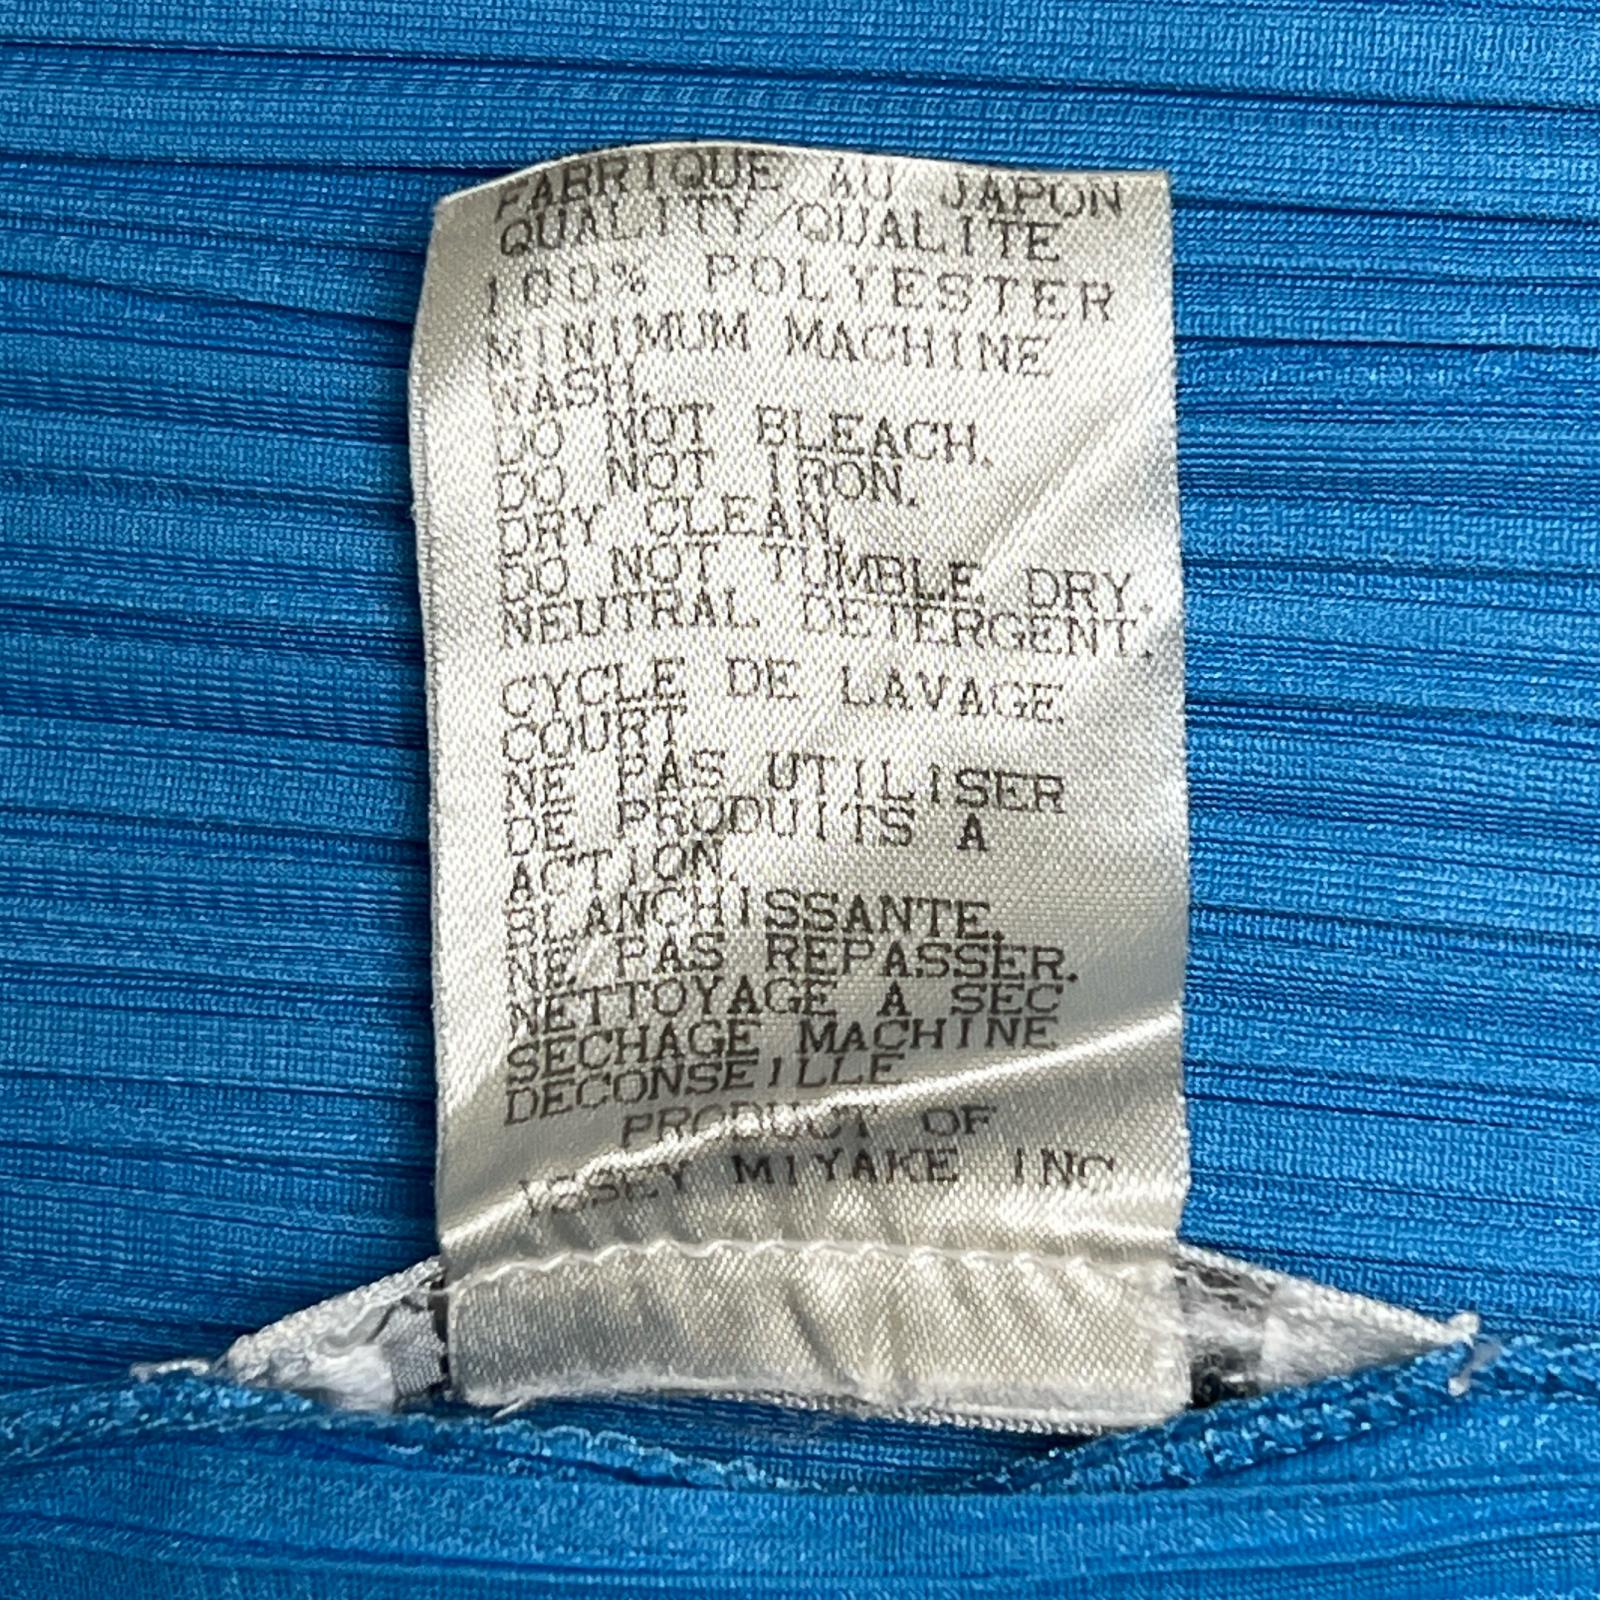 FABRIQUE AU JAPON
QUALITY/QUALITE
100% POLYESTER
MINIMUM MACHINE
WASH.
DO NOT BLEACH.
DO NOT IRON.
DRY CLEAN.
DO NOT TUMBLE DRY.
NEUTRAL DETERGENT.
CYCLE DE LAVAGE
COURT
NE PAS UTILISER
DE PRODUITS A
ACTION.
BLANCHISSANTE.
NE PAS REPASSER.
NETTOYAGE A SEC
SECHAGE MACHINE
DECONSEILLE
PRODUCT OF
ISSEY MIYAKE INC